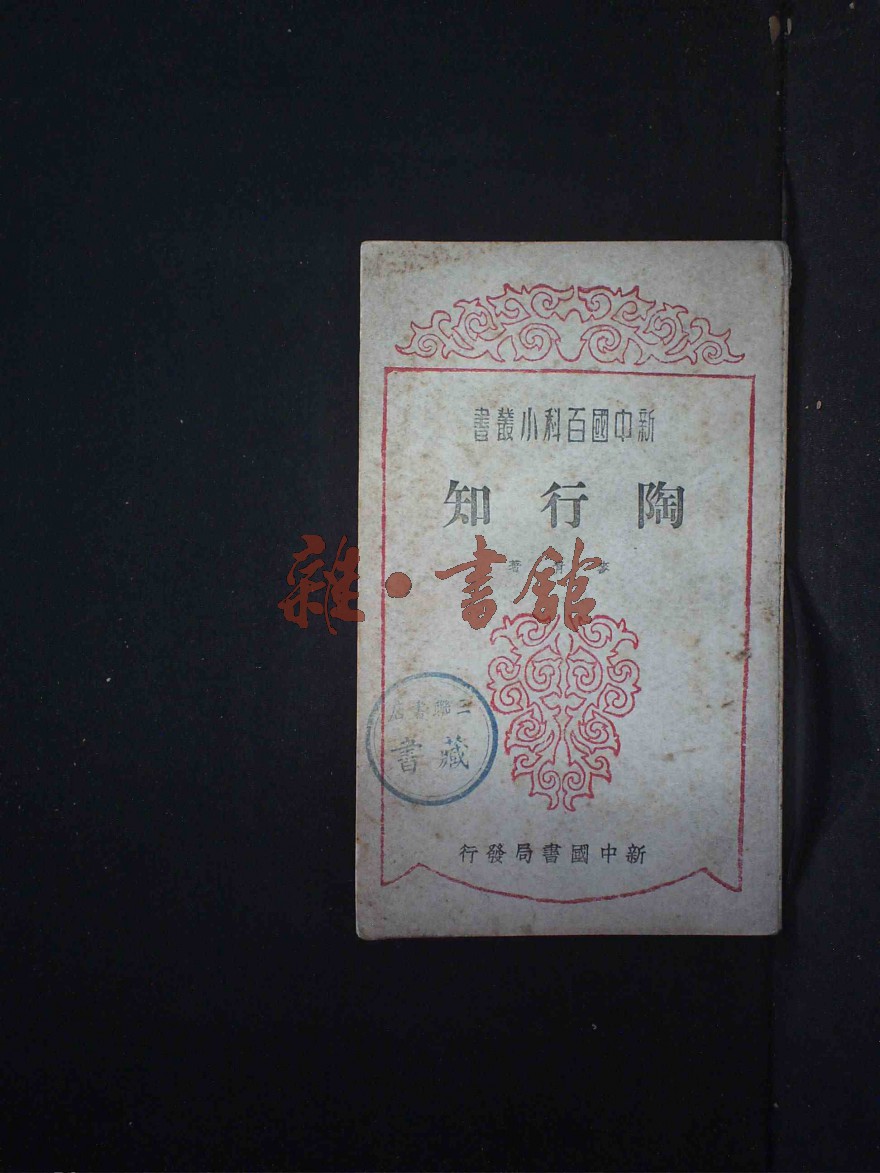 新中國百科小叢書
陶行知
著
雜·書館
三聯書店
藏書
新中國書局發行